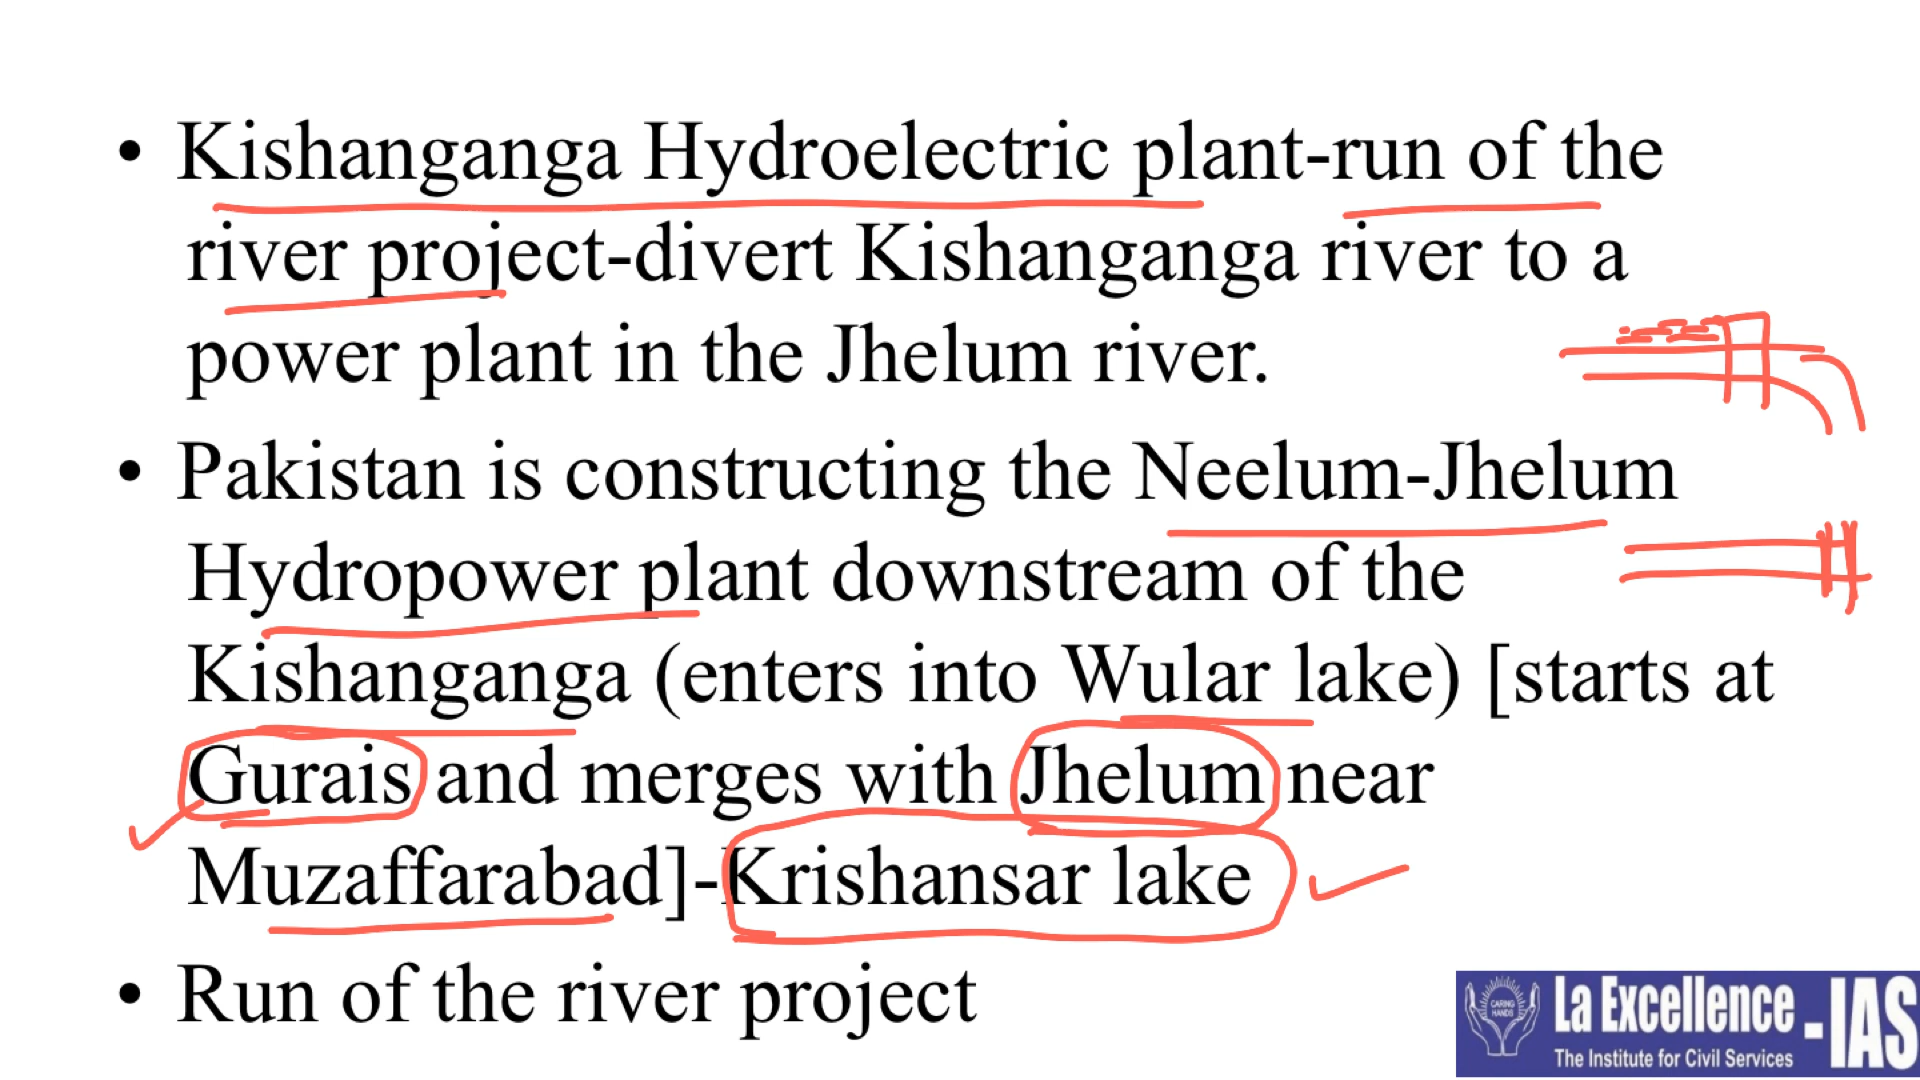 • Kishanganga Hydroelectric plant-run of the
river project-divert Kishanganga river to a
power plant in the Jhelum river.
• Pakistan is constructing the Neelum-Jhelum
Hydropower plant downstream of the
Kishanganga (enters into Wular lake) [starts at
Gurais and merges with Jhelum near
Muzaffarabad]-Krishansar lake
• Run of the river project
CARING
HANDS
La Excellence - IAS
The Institute for Civil Services